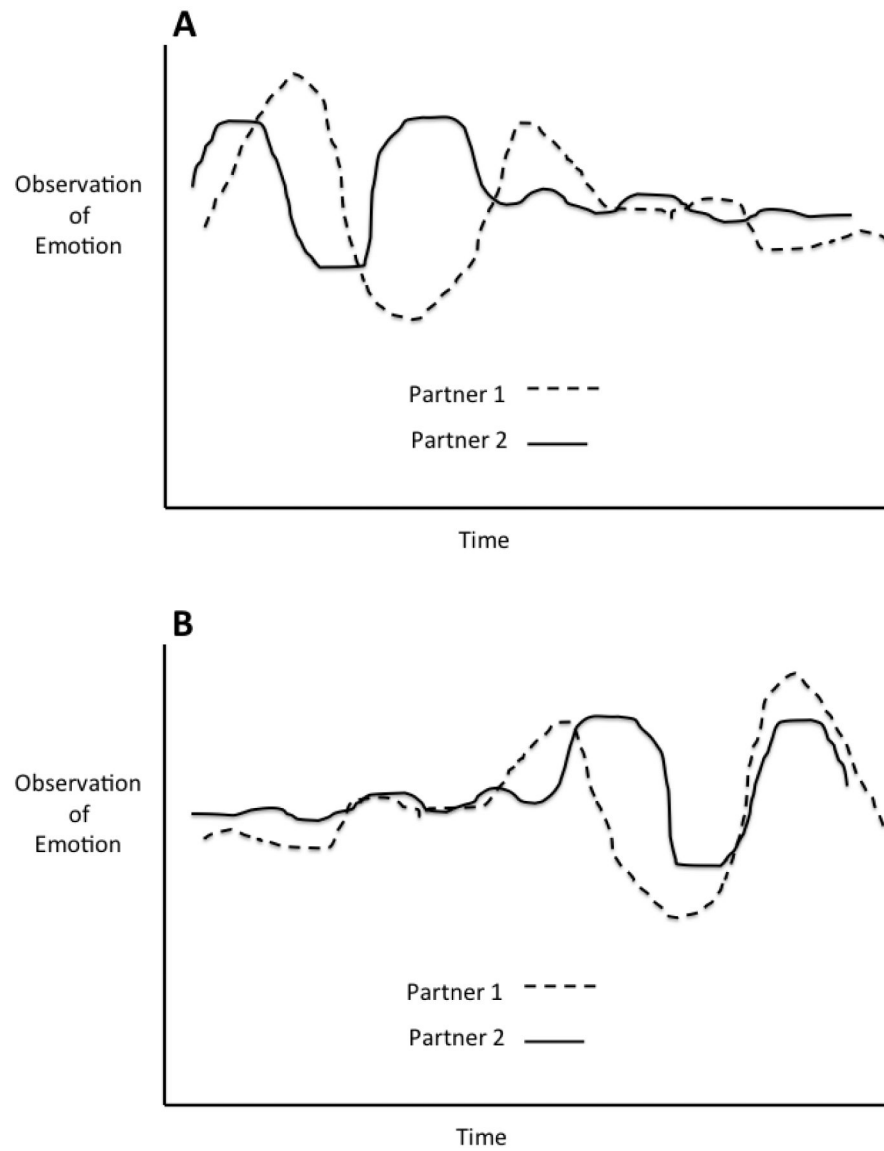 A
Observation
of
Emotion
Partner 1
Partner 2
Time
B
Observation
of
Emotion
Partner 1
Partner 2
Time